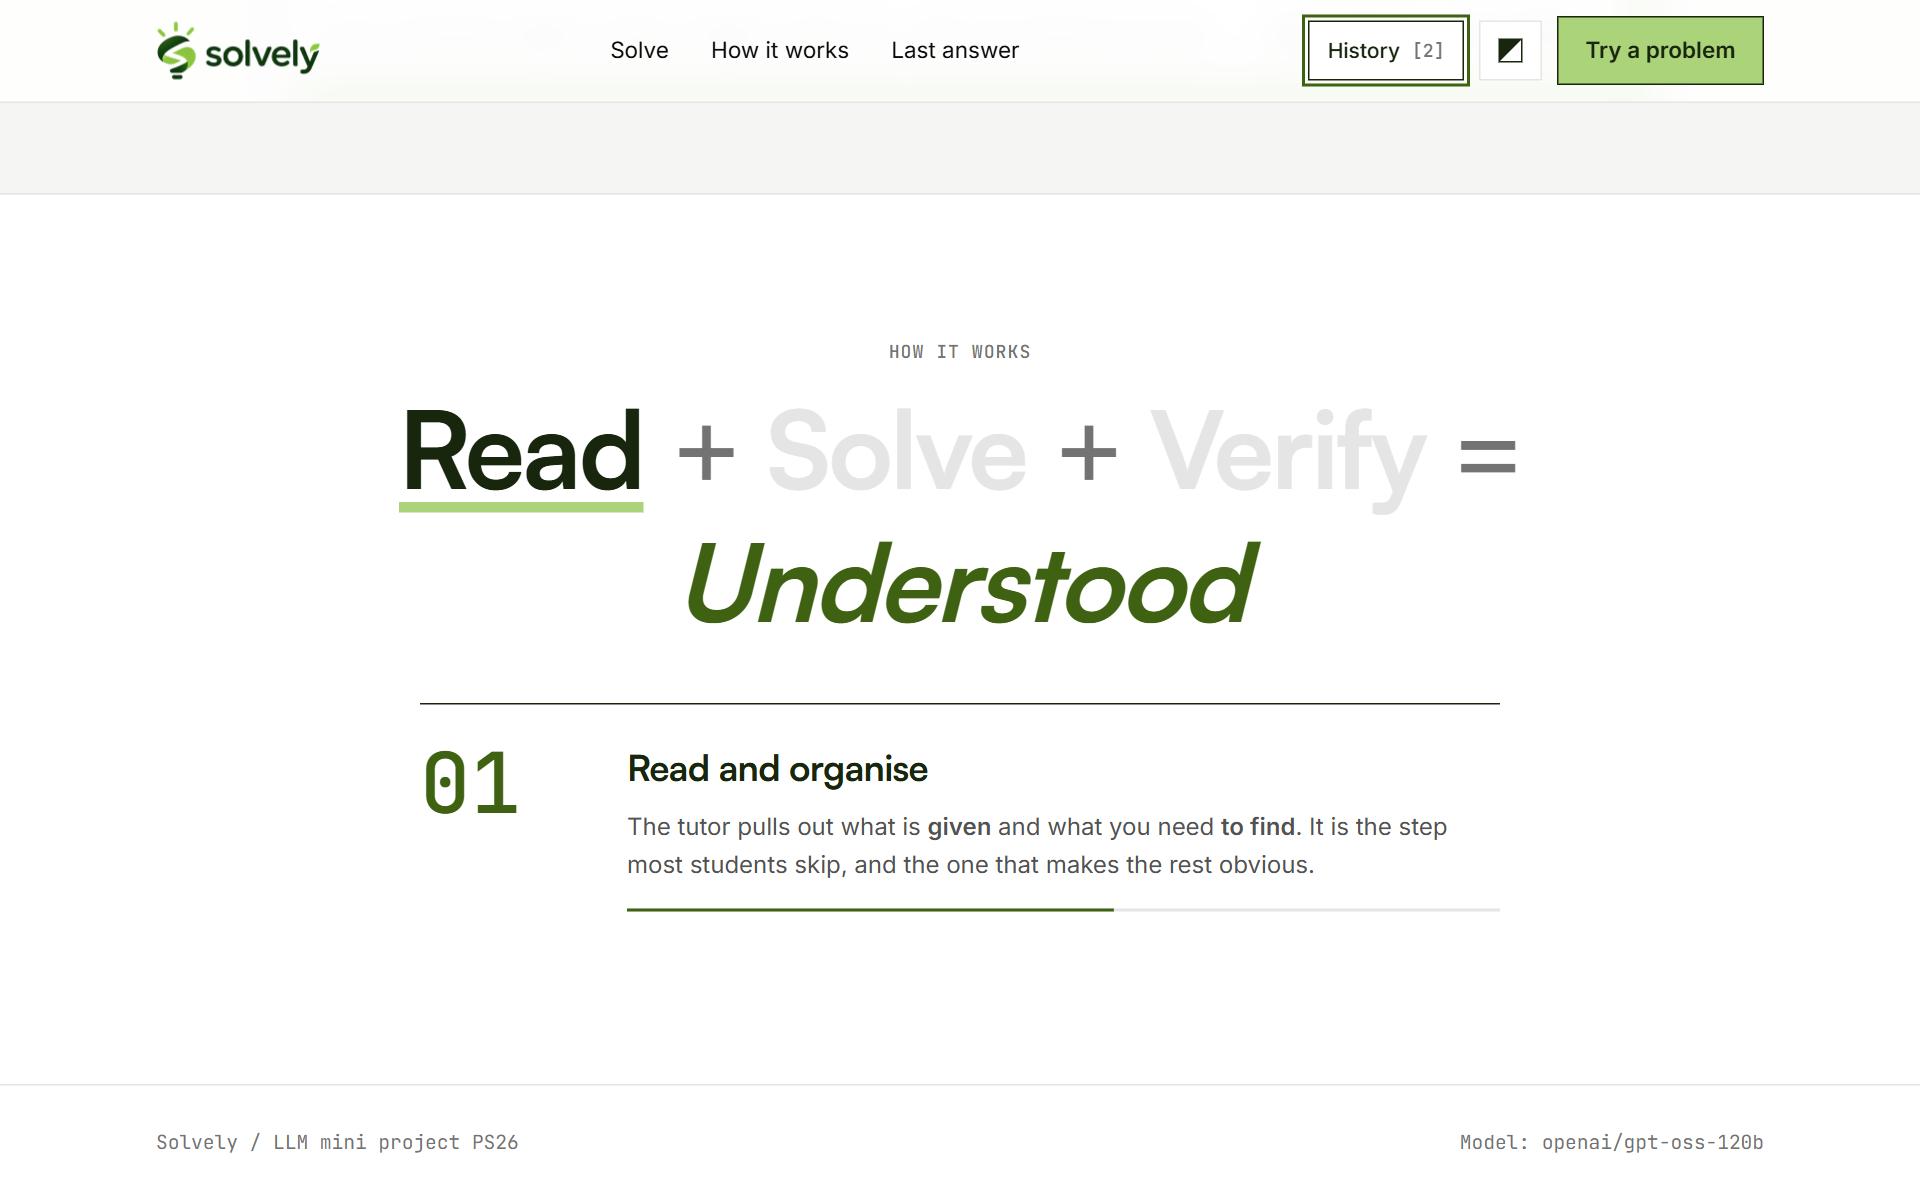 solvely
Solve
How it works
Last answer
History [2]
Try a problem
HOW IT WORKS
Read + Solve + Verify =
Understood
01
Read and organise
The tutor pulls out what is given and what you need to find. It is the step
most students skip, and the one that makes the rest obvious.
Solvely / LLM mini project PS26
Model: openai/gpt-oss-120b